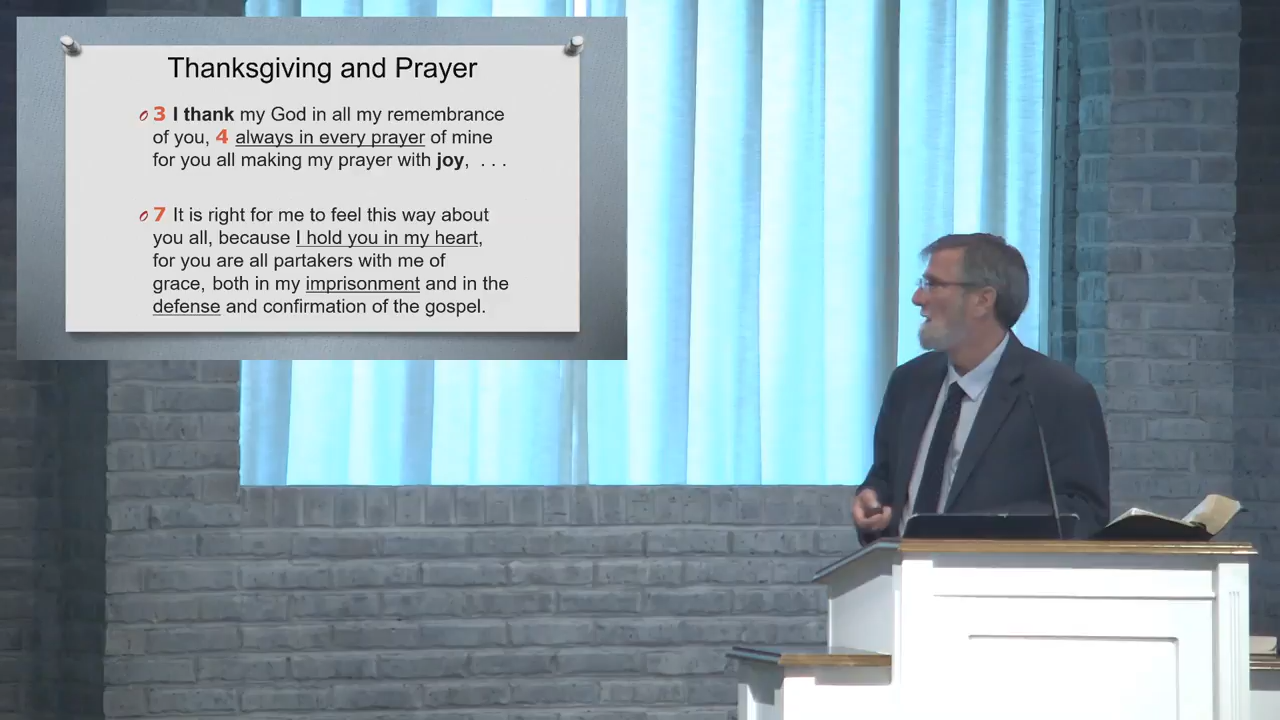 Thanksgiving and Prayer
3 I thank my God in all my remembrance
of you, 4 always in every prayer of mine
for you all making my prayer with joy, . . .
7 It is right for me to feel this way about
you all, because I hold you in my heart,
for you are all partakers with me of
grace, both in my imprisonment and in the
defense and confirmation of the gospel.